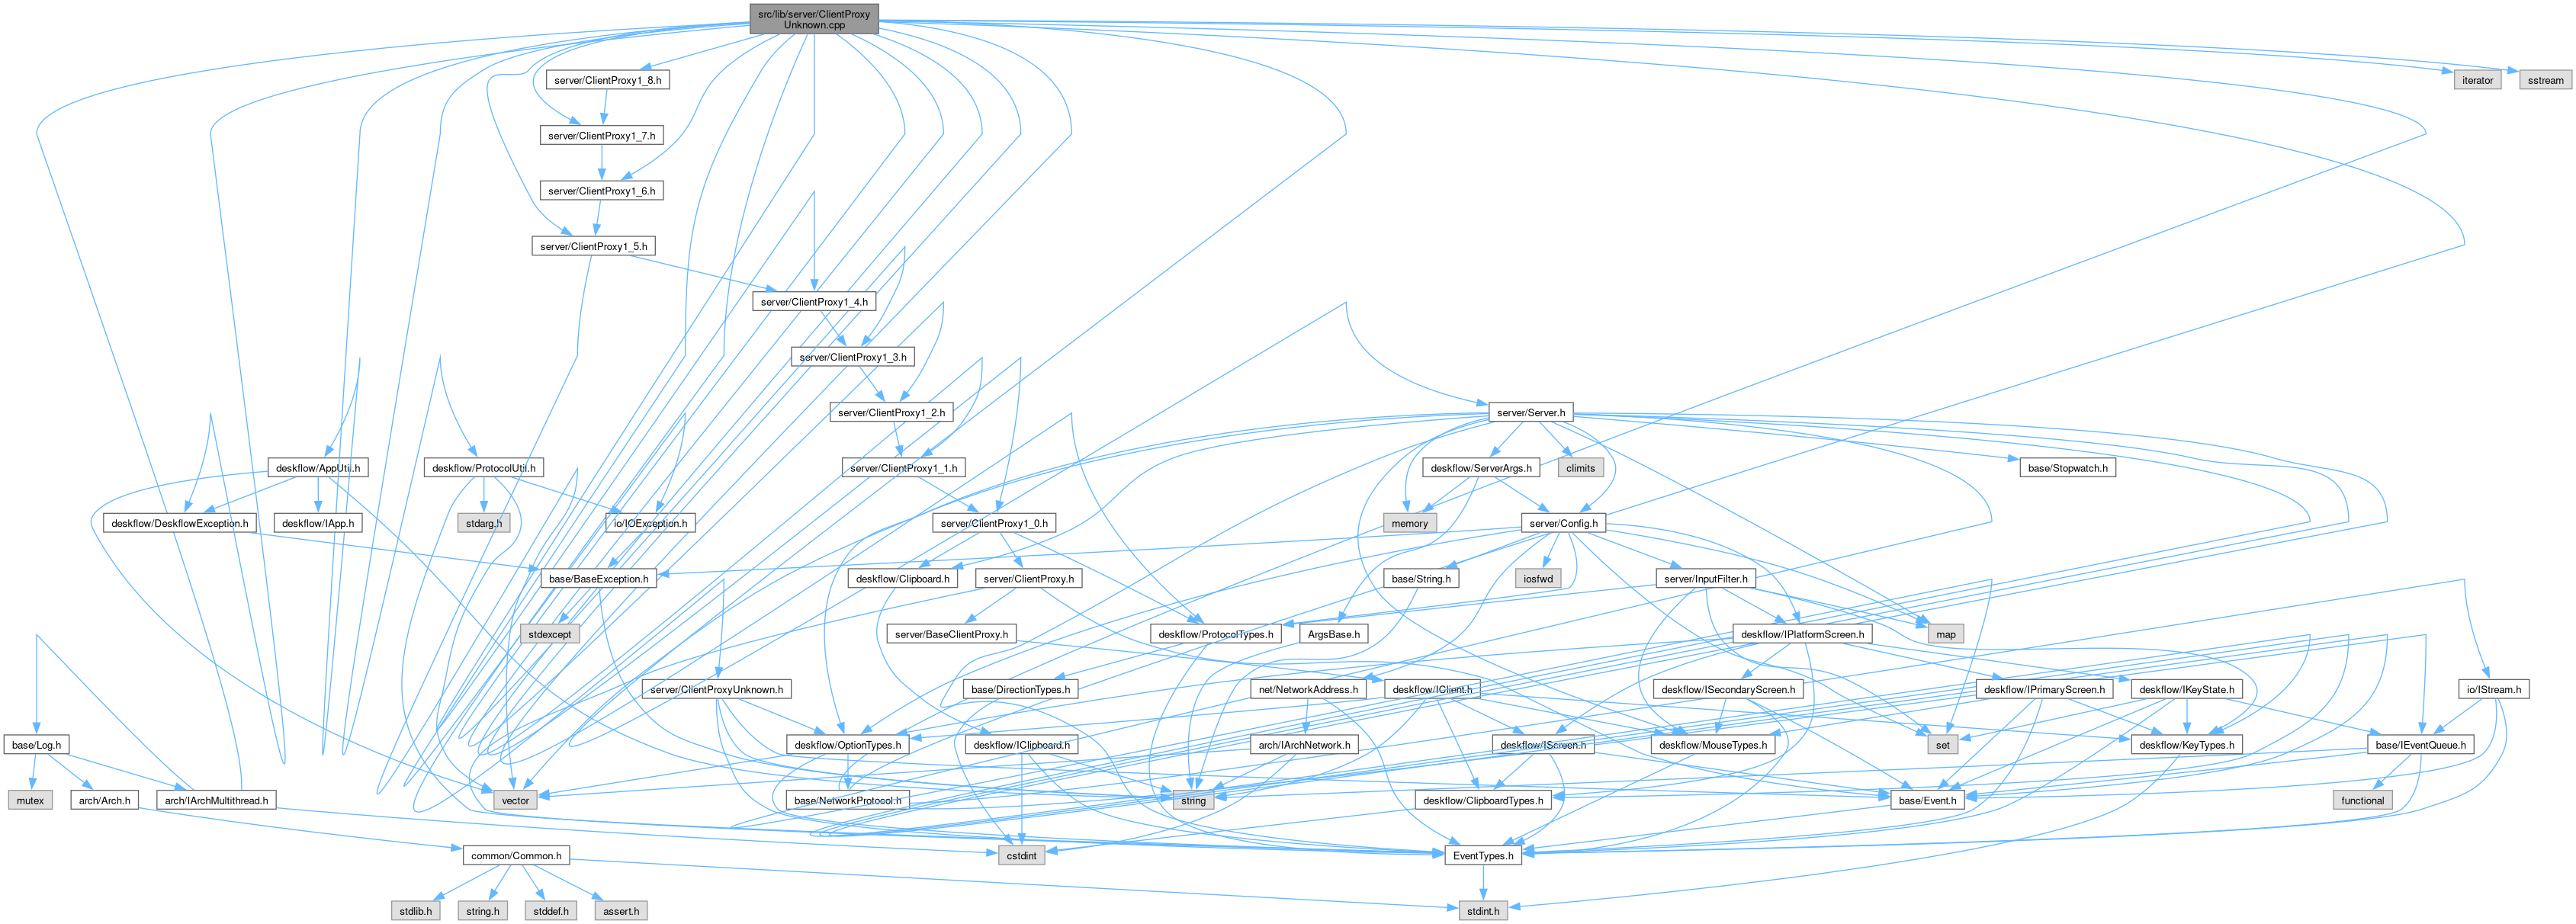 src/lib/server/ClientProxy
Unknown.cpp
server/ClientProxy1_8.h
iterator
sstream
server/ClientProxy1_7.h
server/ClientProxy1_6.h
server/ClientProxy1_5.h
server/ClientProxy1_4.h
server/ClientProxy1_3.h
server/ClientProxy1_2.h
server/Server.h
deskflow/AppUtil.h
deskflow/ProtocolUtil.h
server/ClientProxy1_1.h
deskflow/ServerArgs.h
climits
base/Stopwatch.h
deskflow/DeskflowException.h
deskflow/IApp.h
stdarg.h
io/IOException.h
server/ClientProxy1_0.h
memory
server/Config.h
base/BaseException.h
deskflow/Clipboard.h
server/ClientProxy.h
base/String.h
iosfwd
server/InputFilter.h
stdexcept
server/BaseClientProxy.h
deskflow/ProtocolTypes.h
ArgsBase.h
deskflow/IPlatformScreen.h
map
server/ClientProxyUnknown.h
base/DirectionTypes.h
net/NetworkAddress.h
deskflow/IClient.h
deskflow/ISecondaryScreen.h
deskflow/IPrimaryScreen.h
deskflow/IKeyState.h
io/IStream.h
base/Log.h
deskflow/OptionTypes.h
deskflow/IClipboard.h
arch/IArchNetwork.h
deskflow/IScreen.h
deskflow/MouseTypes.h
set
deskflow/KeyTypes.h
base/IEventQueue.h
mutex
arch/Arch.h
arch/IArchMultithread.h
vector
base/NetworkProtocol.h
string
deskflow/ClipboardTypes.h
base/Event.h
functional
common/Common.h
cstdint
EventTypes.h
stdlib.h
string.h
stddef.h
assert.h
stdint.h